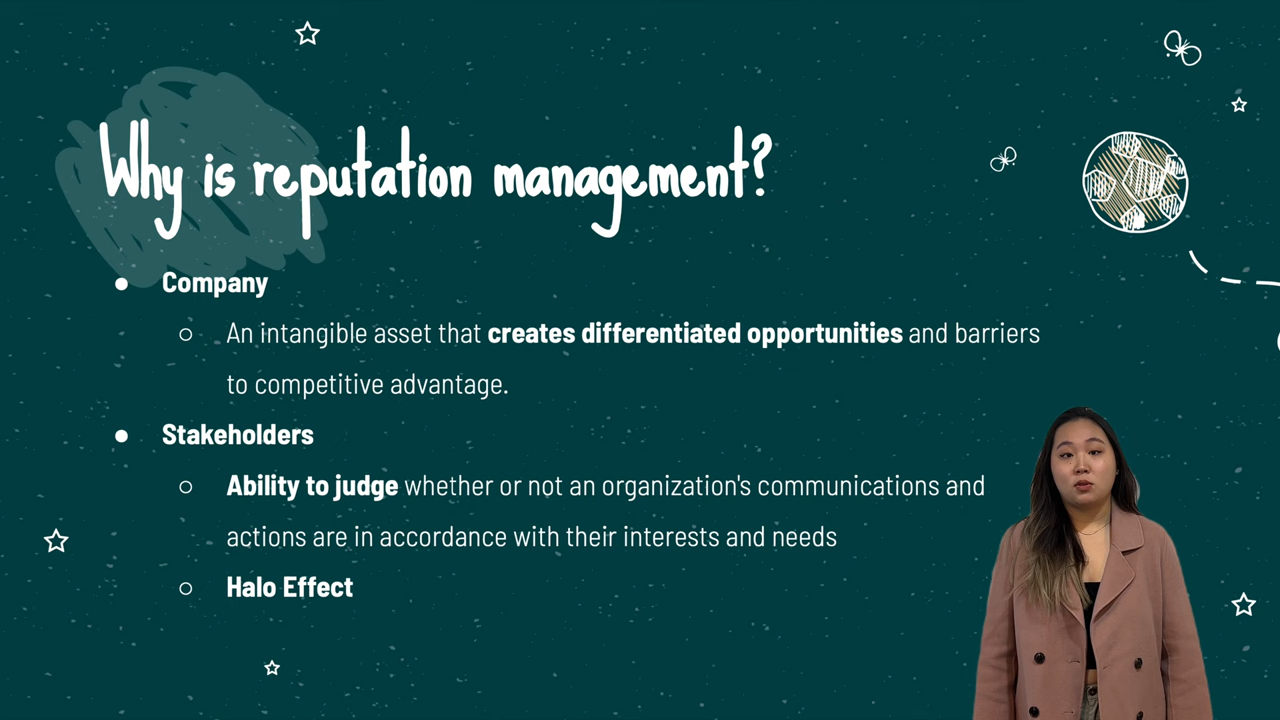 Why is reputation management?
● Company
○ An intangible asset that creates differentiated opportunities and barriers
to competitive advantage.
● Stakeholders
○ Ability to judge whether or not an organization's communications and
actions are in accordance with their interests and needs
○ Halo Effect